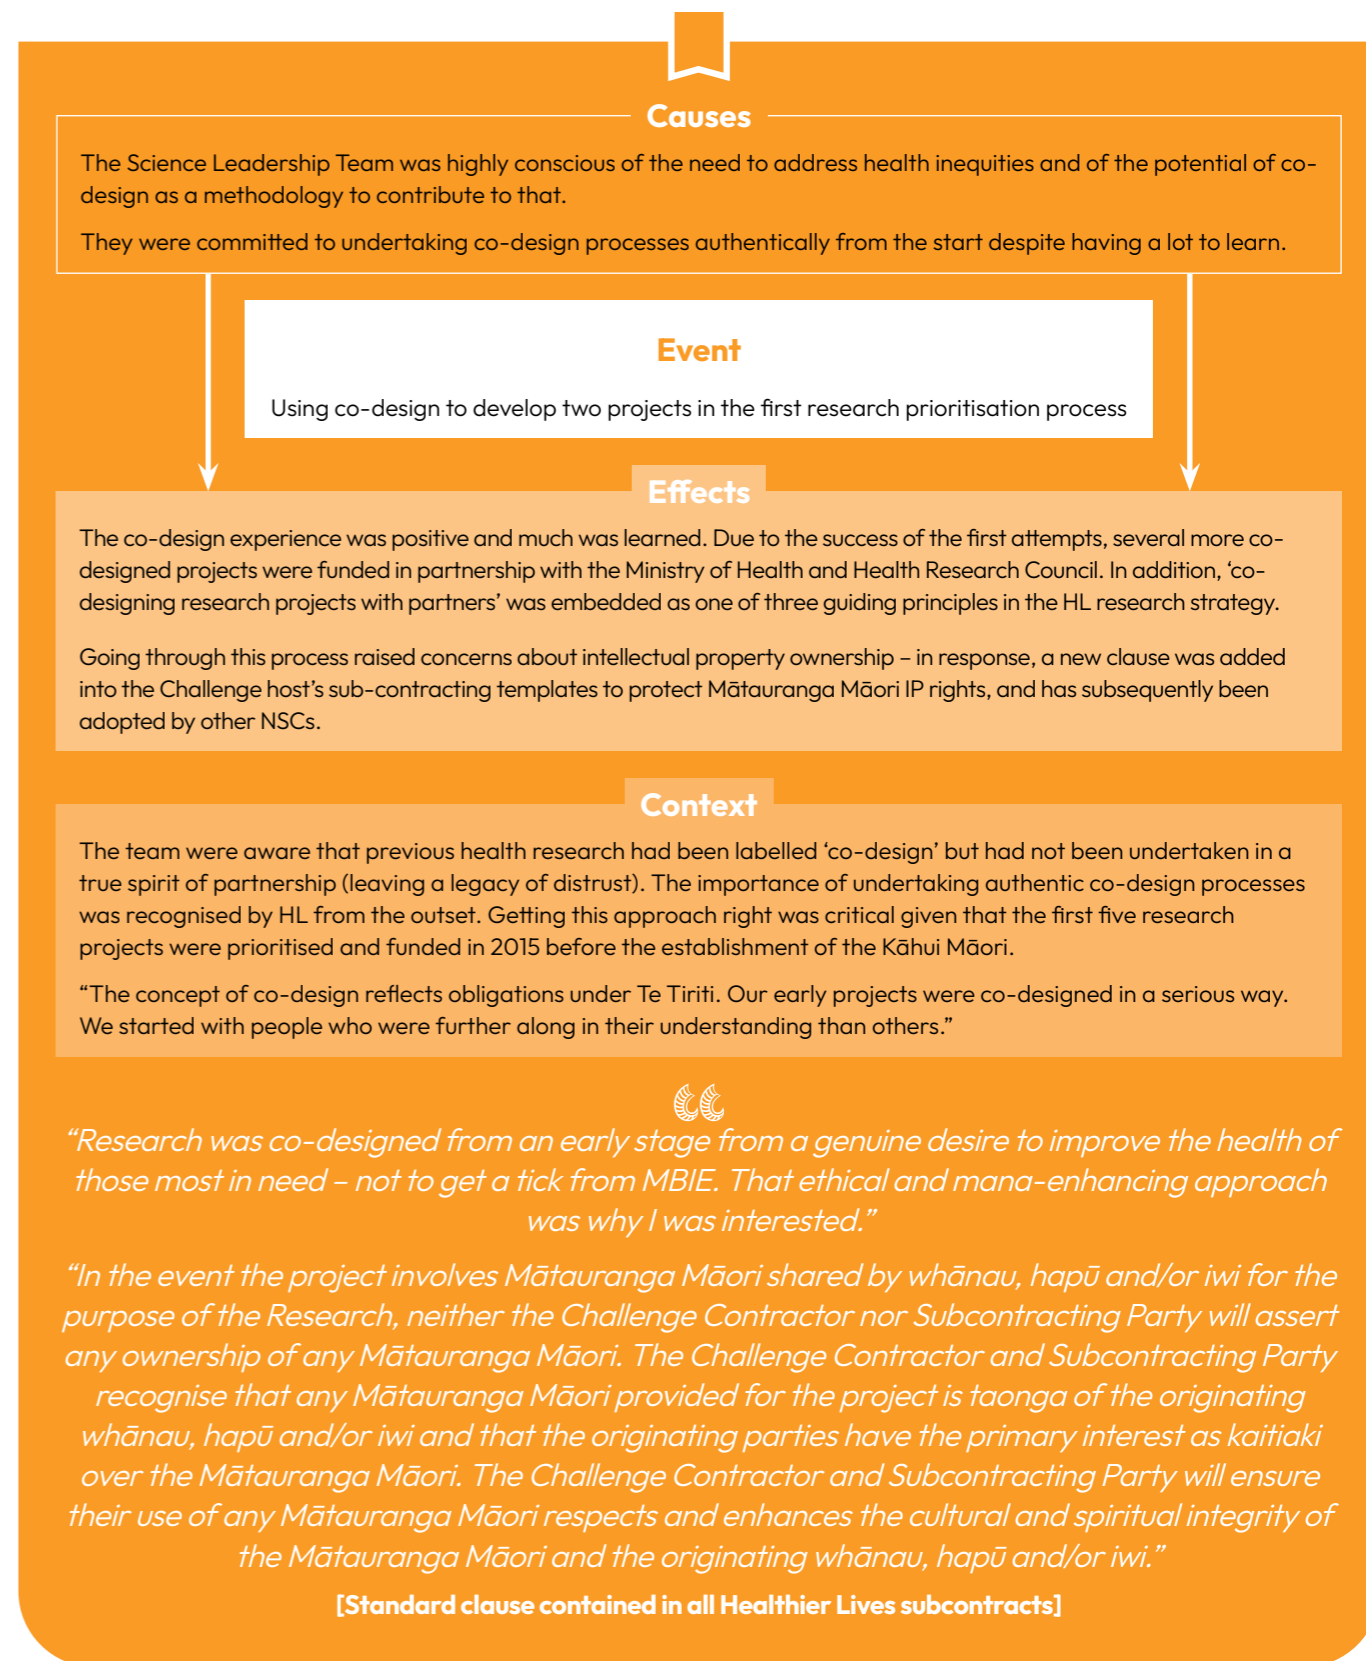 Causes
The Science Leadership Team was highly conscious of the need to address health inequities and of the potential of co-
design as a methodology to contribute to that.
They were committed to undertaking co-design processes authentically from the start despite having a lot to learn.
Event
Using co-design to develop two projects in the first research prioritisation process
Effects
The co-design experience was positive and much was learned. Due to the success of the first attempts, several more co-
designed projects were funded in partnership with the Ministry of Health and Health Research Council. In addition, ‘co-
designing research projects with partners’ was embedded as one of three guiding principles in the HL research strategy.
Going through this process raised concerns about intellectual property ownership – in response, a new clause was added
into the Challenge host’s sub-contracting templates to protect Mātauranga Māori IP rights, and has subsequently been
adopted by other NSCs.
Context
The team were aware that previous health research had been labelled ‘co-design’ but had not been undertaken in a
true spirit of partnership (leaving a legacy of distrust). The importance of undertaking authentic co-design processes
was recognised by HL from the outset. Getting this approach right was critical given that the first five research
projects were prioritised and funded in 2015 before the establishment of the Kāhui Māori.
“The concept of co-design reflects obligations under Te Tiriti. Our early projects were co-designed in a serious way.
We started with people who were further along in their understanding than others.”
“Research was co-designed from an early stage from a genuine desire to improve the health of
those most in need – not to get a tick from MBIE. That ethical and mana-enhancing approach
was why I was interested.”
“In the event the project involves Mātauranga Māori shared by whānau, hapū and/or iwi for the
purpose of the Research, neither the Challenge Contractor nor Subcontracting Party will assert
any ownership of any Mātauranga Māori. The Challenge Contractor and Subcontracting Party
recognise that any Mātauranga Māori provided for the project is taonga of the originating
whānau, hapū and/or iwi and that the originating parties have the primary interest as kaitiaki
over the Mātauranga Māori. The Challenge Contractor and Subcontracting Party will ensure
their use of any Mātauranga Māori respects and enhances the cultural and spiritual integrity of
the Mātauranga Māori and the originating whānau, hapū and/or iwi.”
[Standard clause contained in all Healthier Lives subcontracts]